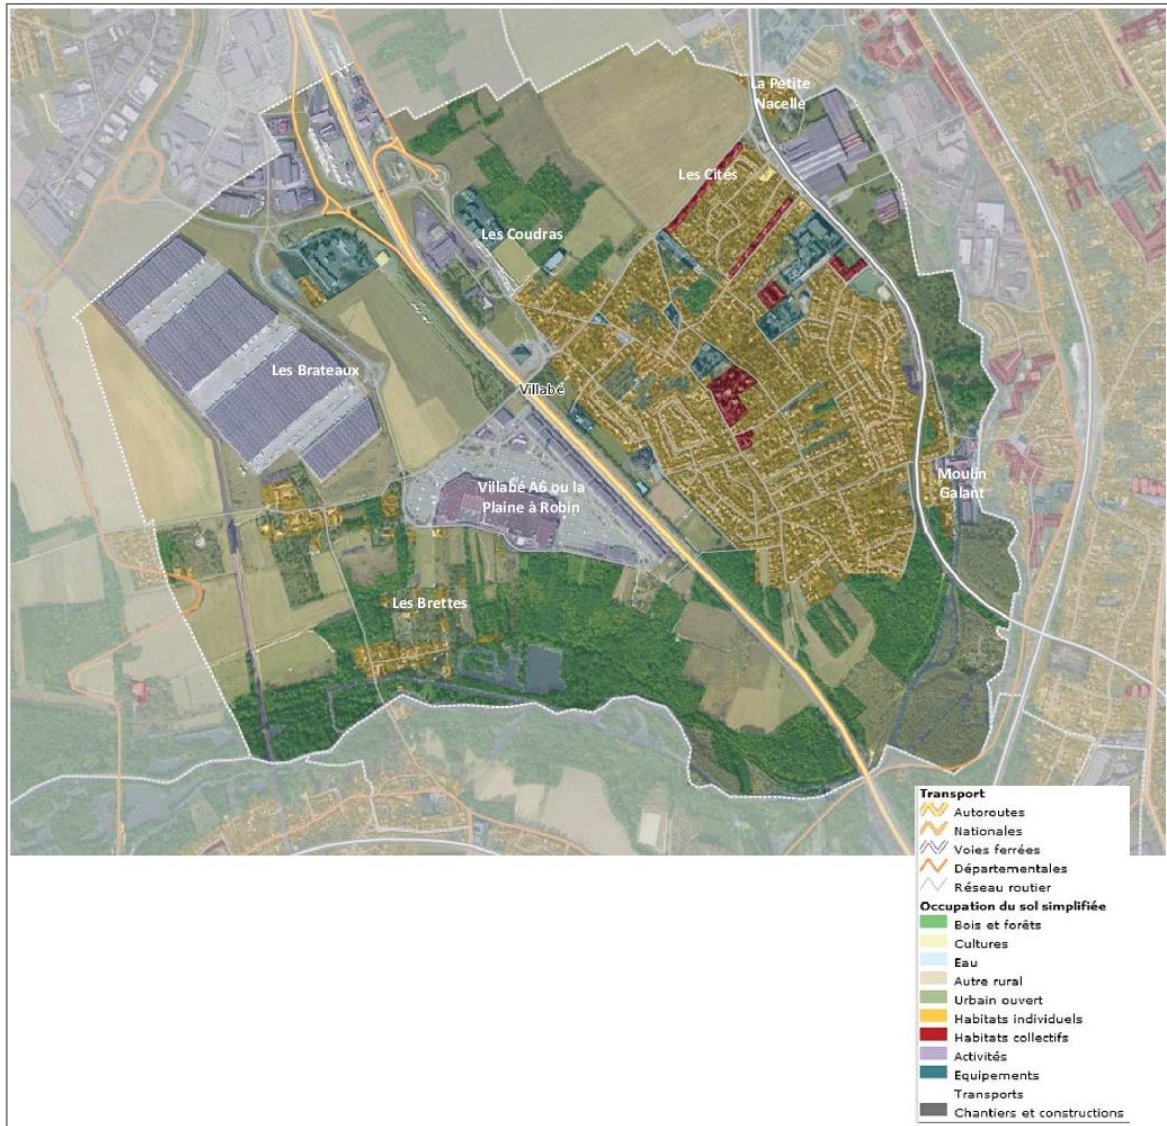 La Petite
Nacelle
Les Cités
Les Coudras
Les Brateaux
Villabé
Villabé A6 ou la
Plaine à Robin
Moulin
Galant
Les Brettes
Transport
Autoroutes
Nationales
Voies ferrées
Départementales
Réseau routier
Occupation du sol simplifiée
Bois et forêts
Cultures
Eau
Autre rural
Urbain ouvert
Habitats individuels
Habitats collectifs
Activités
Equipements
Transports
Chantiers et constructions